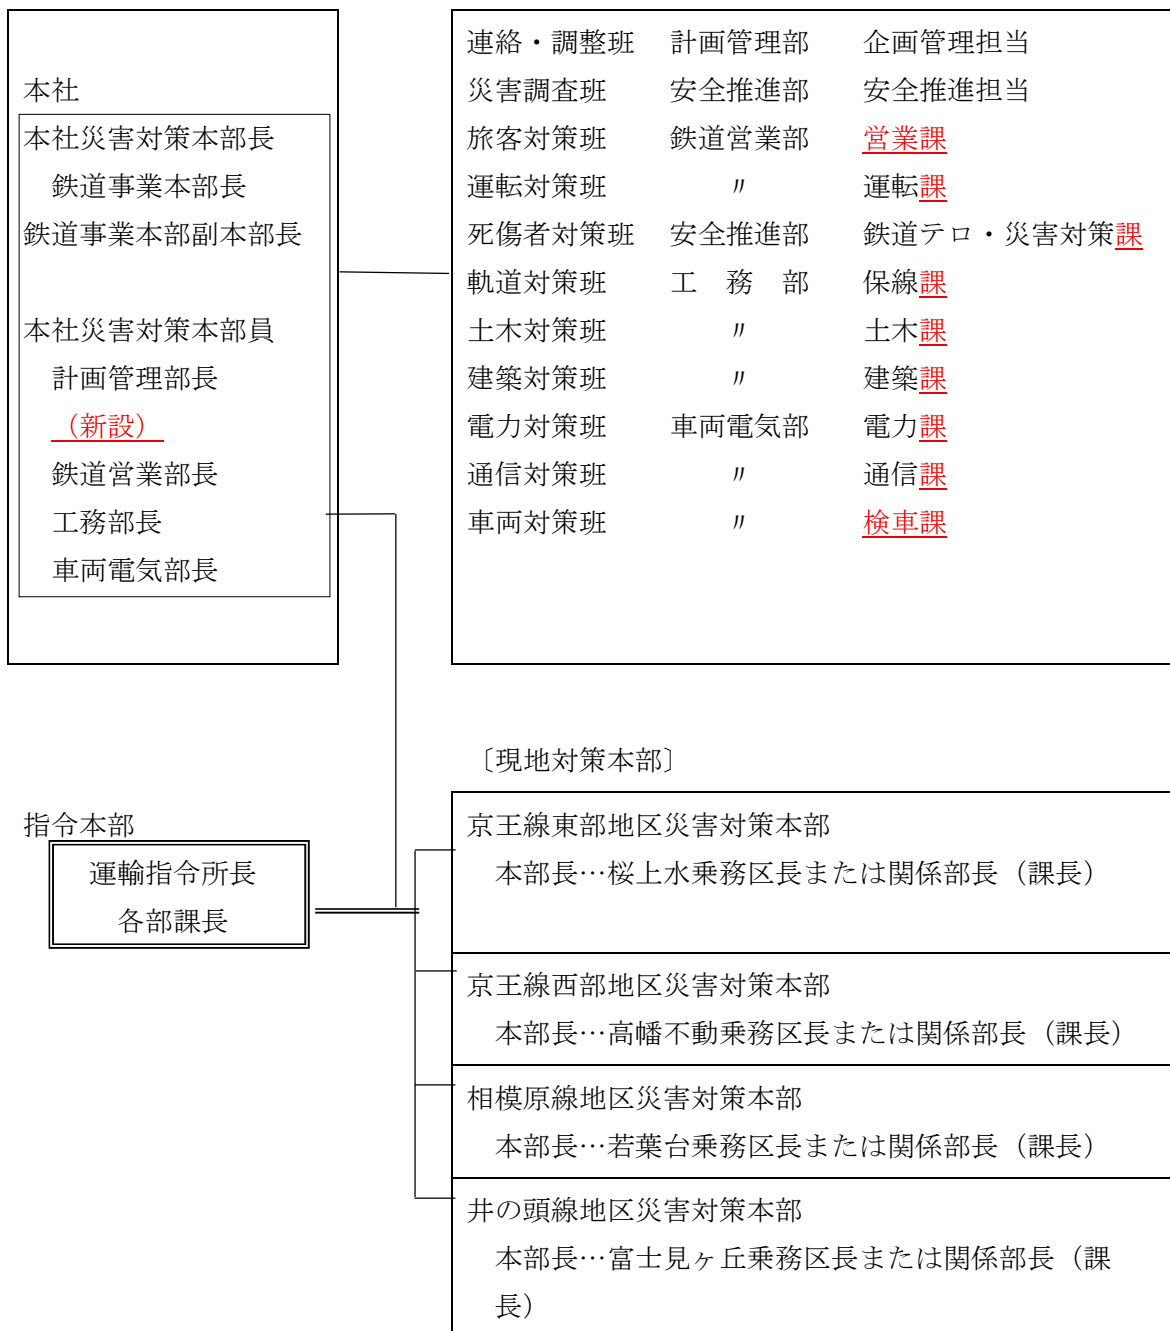 本社
本社災害対策本部長
鉄道事業本部長
鉄道事業本部副本部長
本社災害対策本部員
計画管理部長
（新設）
鉄道営業部長
工務部長
車両電気部長
連絡・調整班 計画管理部 企画管理担当
災害調査班 安全推進部 安全推進担当
旅客対策班 鉄道営業部 営業課
運転対策班 〃 運転課
死傷者対策班 安全推進部 鉄道テロ・災害対策課
軌道対策班 工 務 部 保線課
土木対策班 〃 土木課
建築対策班 〃 建築課
電力対策班 車両電気部 電力課
通信対策班 〃 通信課
車両対策班 〃 検車課
指令本部
運輸指令所長
各部課長
〔現地対策本部〕
京王線東部地区災害対策本部
本部長…桜上水乗務区長または関係部長（課長）
京王線西部地区災害対策本部
本部長…高幡不動乗務区長または関係部長（課長）
相模原線地区災害対策本部
本部長…若葉台乗務区長または関係部長（課長）
井の頭線地区災害対策本部
本部長…富士見ヶ丘乗務区長または関係部長（課
長）